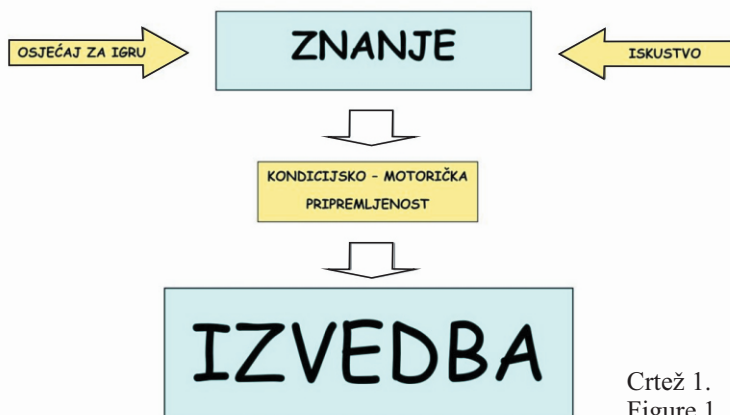 OSJEĆAJ ZA IGRU
ZNANJE
ISKUSTVO
KONDICIJSKO - MOTORIČKA
PRIPREMLJENOST
IZVEDBA
Crtež 1.
Figure 1